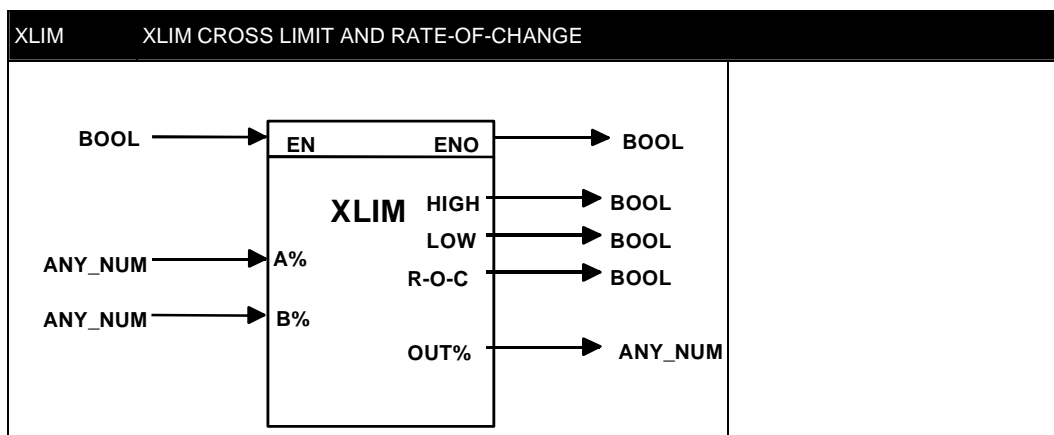 XLIM XLIM CROSS LIMIT AND RATE-OF-CHANGE
BOOL EN ENO BOOL
XLIM HIGH BOOL
LOW BOOL
ANY_NUM A% R-O-C BOOL
ANY_NUM B%
OUT% ANY_NUM